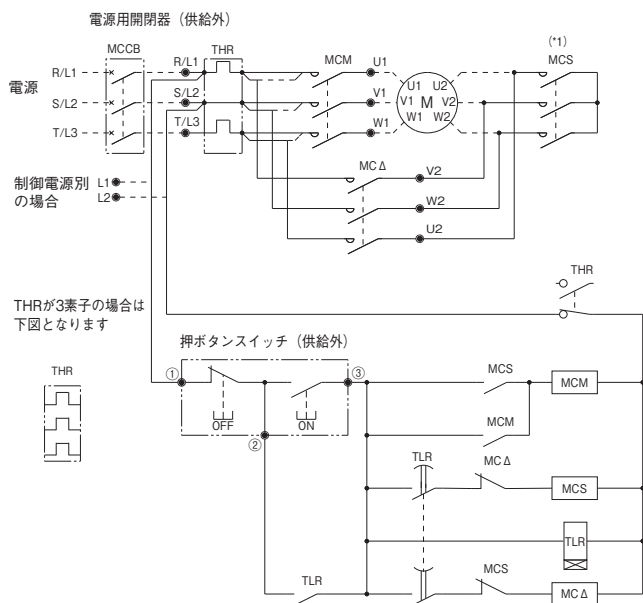 電源用開閉器（供給外）
MCCB
R/L1
THR
MCM
U1
(*1)
MCS
電源
R/L1
S/L2
S/L2
V1
T/L3
T/L3
W1
U1 U2
V1 M V2
W1 W2
制御電源別
の場合
L1
L2
MCΔ
V2
W2
U2
THR
THRが3素子の場合は
下図となります
押ボタンスイッチ（供給外）
THR
①
③
OFF
ON
②
MCS
MCM
MCM
TLR
MCΔ
MCS
TLR
TLR
MCS
MCΔ